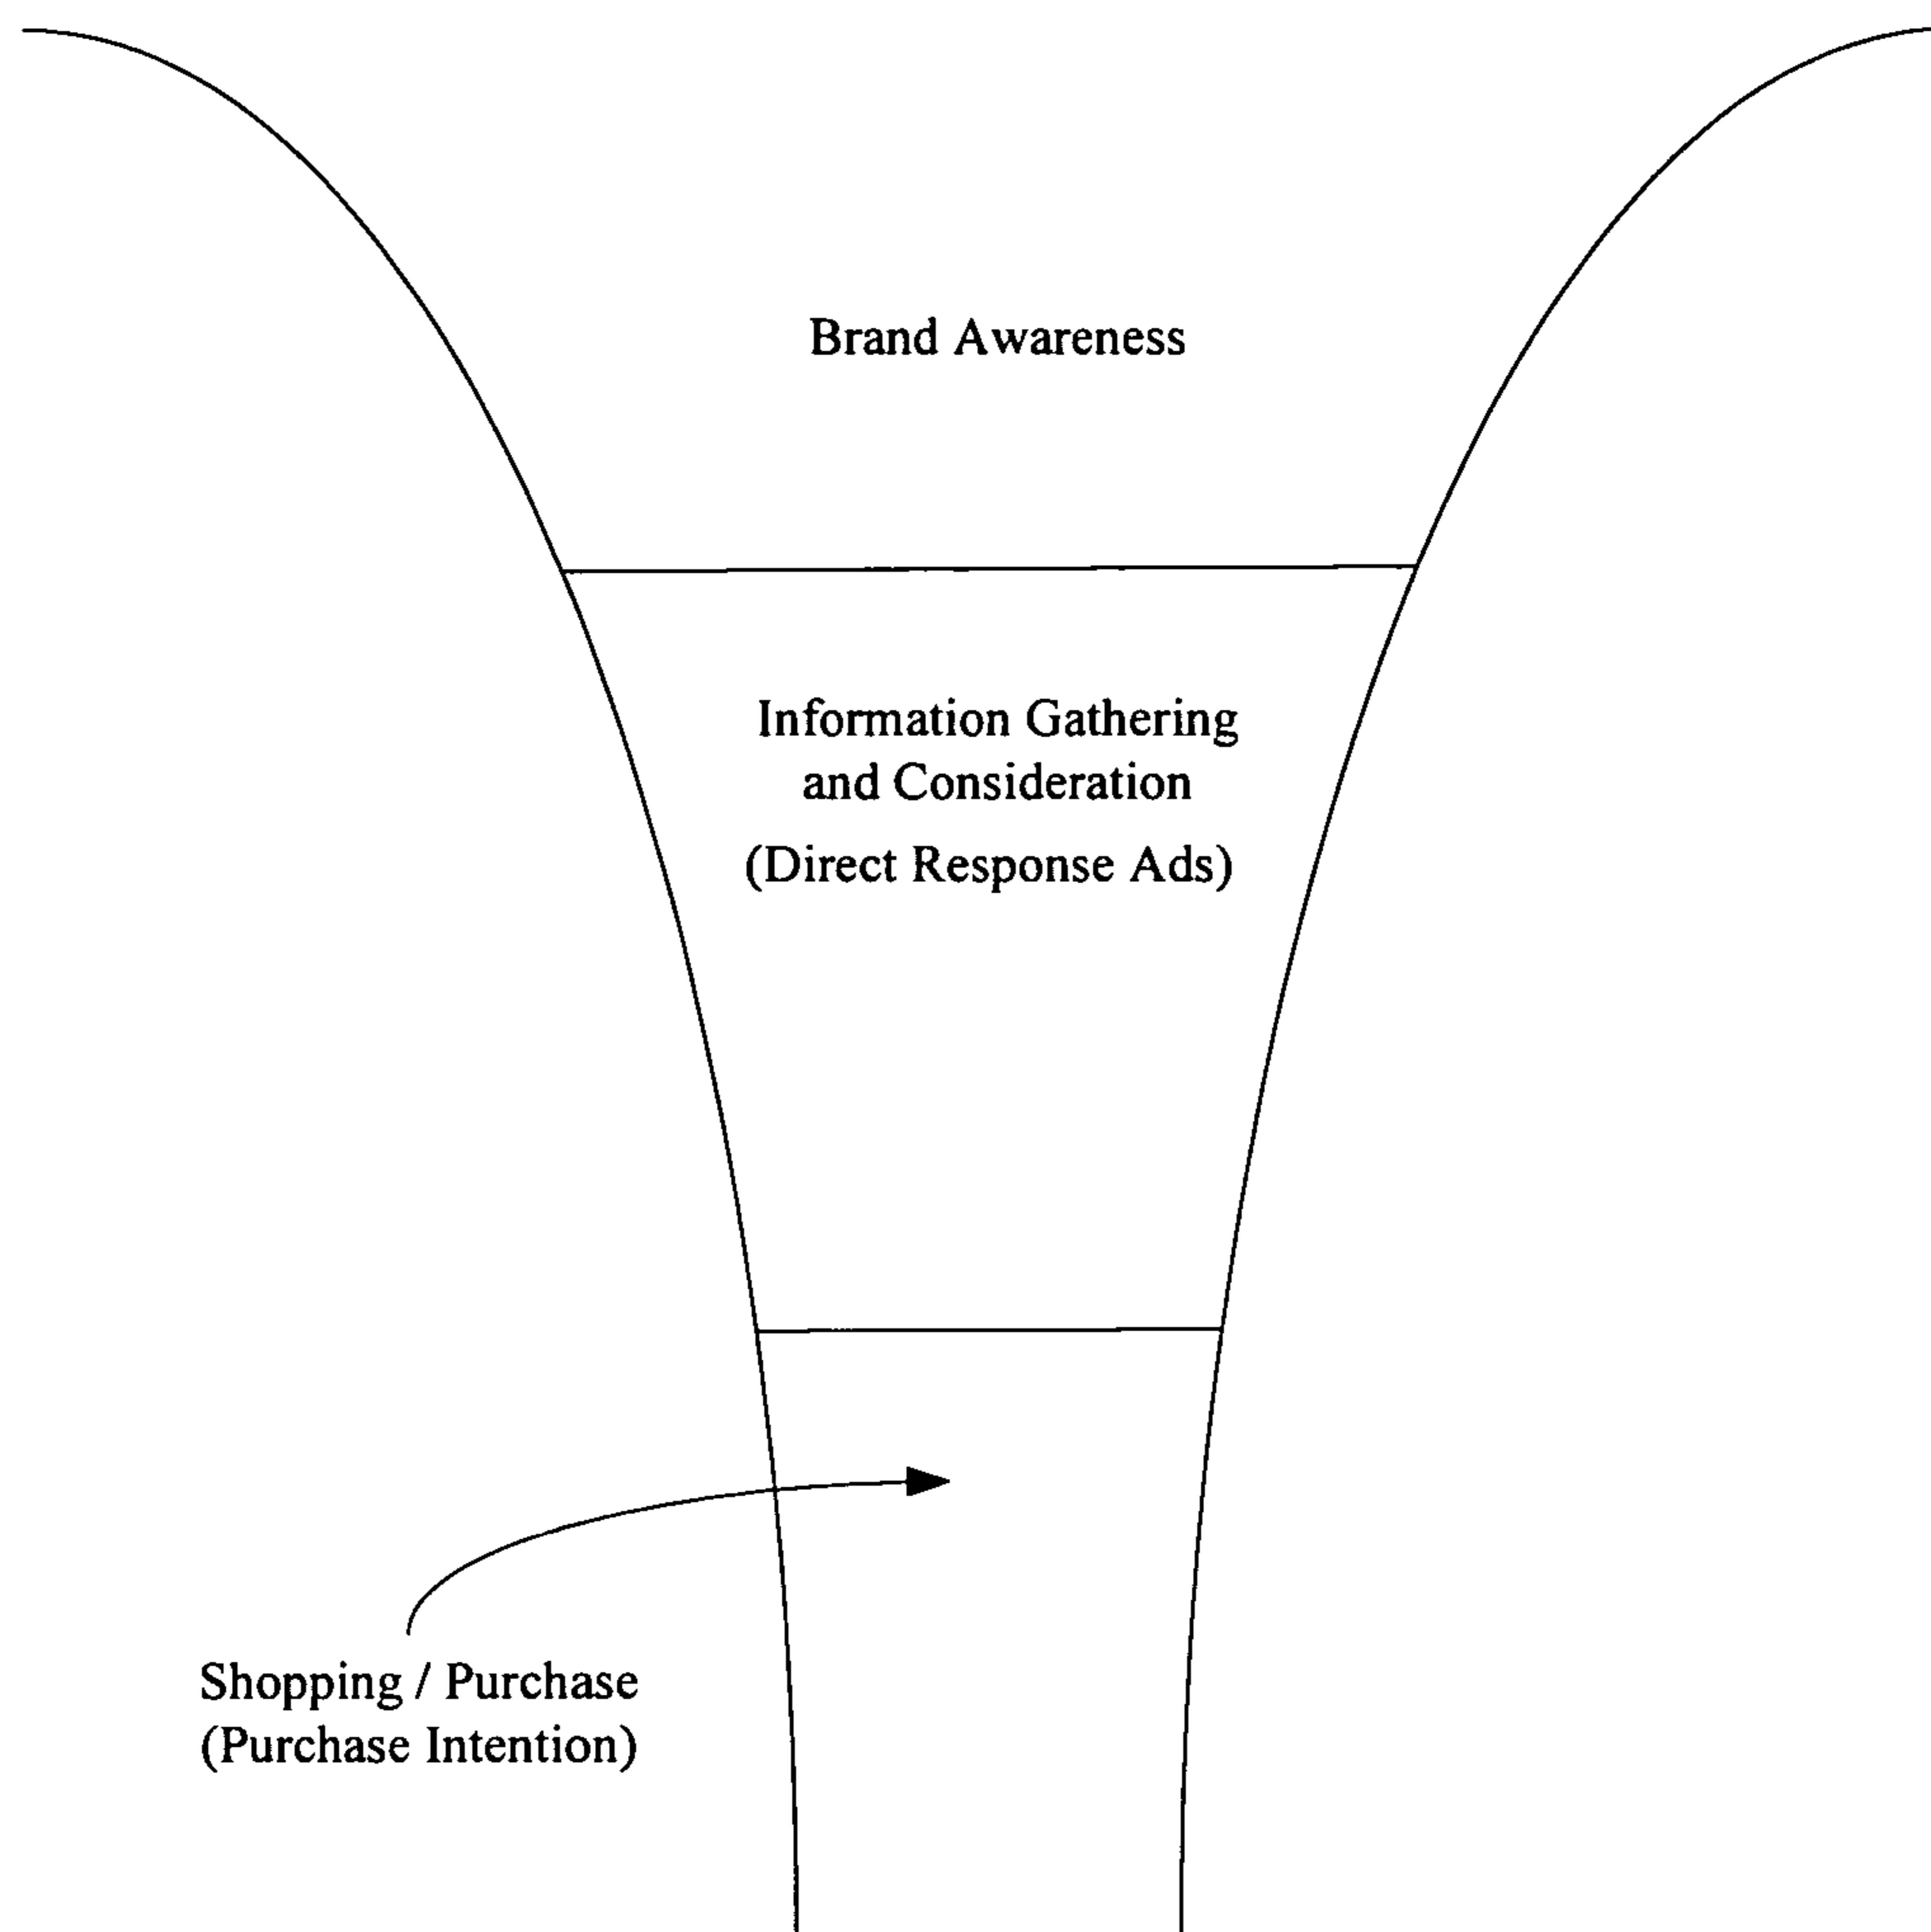 Brand Awareness
Information Gathering
and Consideration
(Direct Response Ads)
Shopping / Purchase
(Purchase Intention)